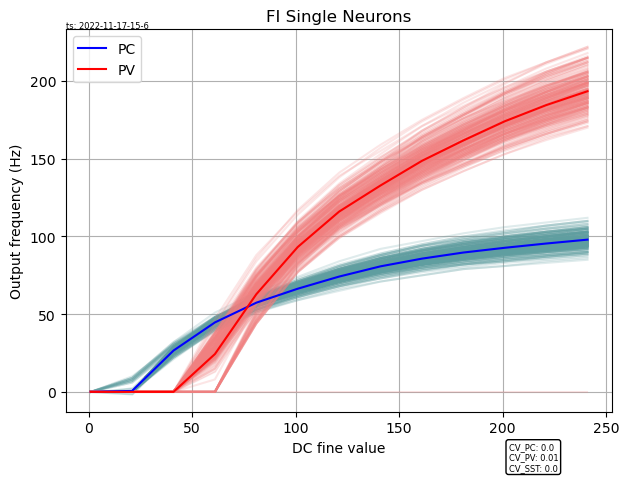 FI Single Neurons
ts: 2022-11-17-15-6
PC
PV
Output frequency (Hz)
200
150
100
50
0
0 50 100 150 200 250
DC fine value
CV_PC: 0.0
CV_PV: 0.01
CV_SST: 0.0